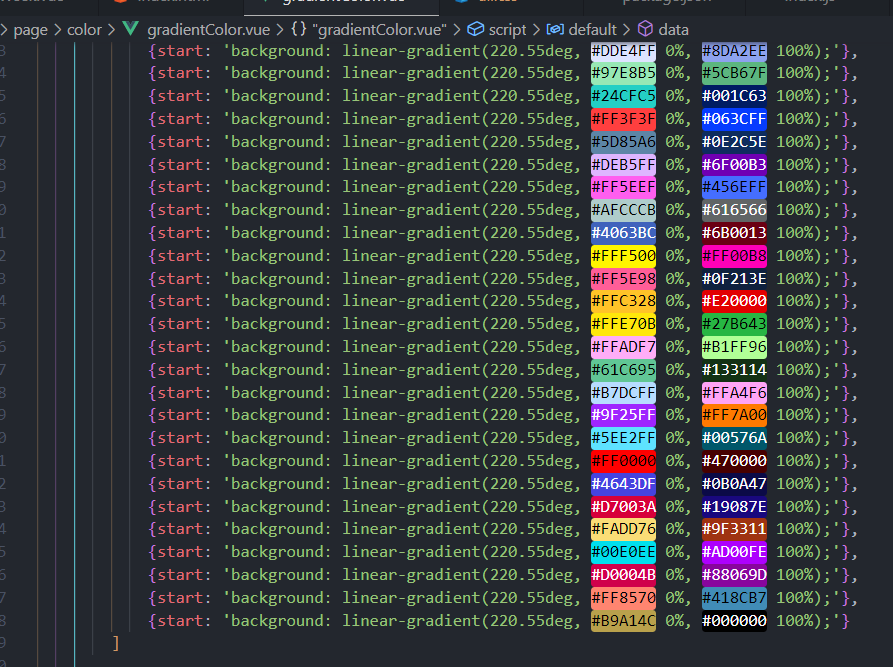 > page > color > gradientColor.vue > {} "gradientColor.vue" > script > default > data
{start: 'background: linear-gradient(220.55deg, #DDE4FF 0%, #8DA2EE 100%);'},
{start: 'background: linear-gradient(220.55deg, #97E8B5 0%, #5CB67F 100%);'},
{start: 'background: linear-gradient(220.55deg, #24CFC5 0%, #001C63 100%);'},
{start: 'background: linear-gradient(220.55deg, #FF3F3F 0%, #063CFF 100%);'},
{start: 'background: linear-gradient(220.55deg, #5D85A6 0%, #0E2C5E 100%);'},
{start: 'background: linear-gradient(220.55deg, #DEB5FF 0%, #6F00B3 100%);'},
{start: 'background: linear-gradient(220.55deg, #FF5EEF 0%, #456EFF 100%);'},
{start: 'background: linear-gradient(220.55deg, #AFCCCB 0%, #616566 100%);'},
{start: 'background: linear-gradient(220.55deg, #4063BC 0%, #6B0013 100%);'},
{start: 'background: linear-gradient(220.55deg, #FFF500 0%, #FF00B8 100%);'},
{start: 'background: linear-gradient(220.55deg, #FF5E98 0%, #0F213E 100%);'},
{start: 'background: linear-gradient(220.55deg, #FFC328 0%, #E20000 100%);'},
{start: 'background: linear-gradient(220.55deg, #FFE70B 0%, #27B643 100%);'},
{start: 'background: linear-gradient(220.55deg, #FFADF7 0%, #B1FF96 100%);'},
{start: 'background: linear-gradient(220.55deg, #61C695 0%, #133114 100%);'},
{start: 'background: linear-gradient(220.55deg, #B7DCFF 0%, #FFA4F6 100%);'},
{start: 'background: linear-gradient(220.55deg, #9F25FF 0%, #FF7A00 100%);'},
{start: 'background: linear-gradient(220.55deg, #5EE2FF 0%, #00576A 100%);'},
{start: 'background: linear-gradient(220.55deg, #FF0000 0%, #470000 100%);'},
{start: 'background: linear-gradient(220.55deg, #4643DF 0%, #0B0A47 100%);'},
{start: 'background: linear-gradient(220.55deg, #D7003A 0%, #19087E 100%);'},
{start: 'background: linear-gradient(220.55deg, #FADD76 0%, #9F3311 100%);'},
{start: 'background: linear-gradient(220.55deg, #00E0EE 0%, #AD00FE 100%);'},
{start: 'background: linear-gradient(220.55deg, #D0004B 0%, #88069D 100%);'},
{start: 'background: linear-gradient(220.55deg, #FF8570 0%, #418CB7 100%);'},
{start: 'background: linear-gradient(220.55deg, #B9A14C 0%, #000000 100%);'}
]